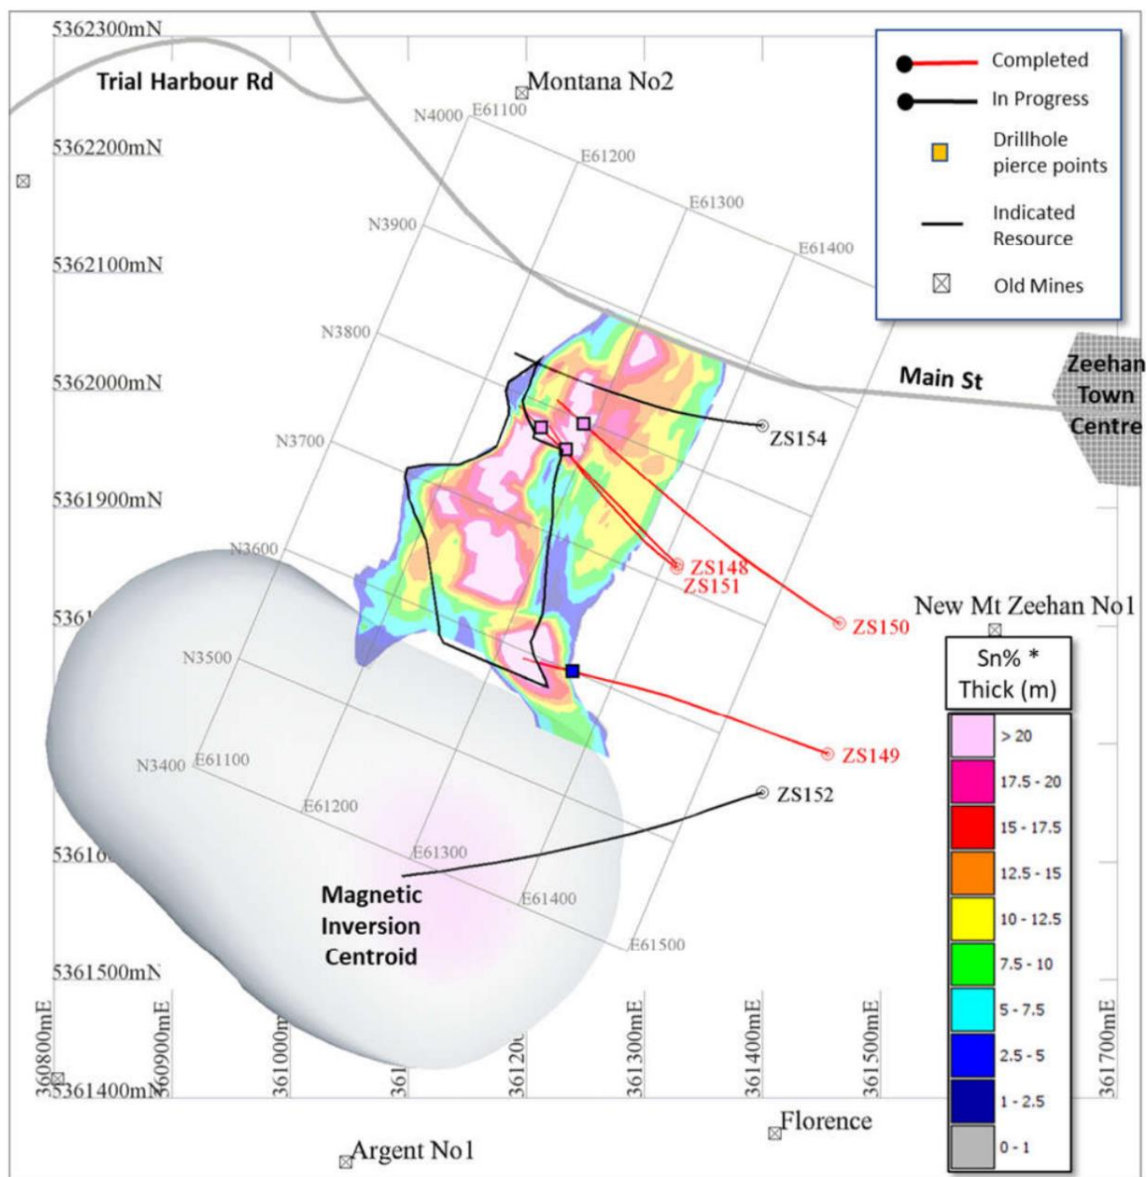 5362300mN
Trial Harbour Rd
Montana No2
N4000
E61100
5362200mN
E61200
E61300
N3900
E61400
5362100mN
N3800
5362000mN
Main St
Zeehan
Town
Centre
ZS154
N3700
5361900mN
N3600
ZS148
ZS151
New Mt Zeehan No1
ZS150
N3500
ZS149
N3400
E61100
ZS152
E61200
E61300
E61400
E61500
Magnetic
Inversion
Centroid
5361500mN
5361400mN
360800mE
360900mE
361300mE
361400mE
361500mE
361700mE
Argent No1
Florence
Completed
In Progress
Drillhole
pierce points
Indicated
Resource
Old Mines
Sn% *
Thick (m)
> 20
17.5 - 20
15 - 17.5
12.5 - 15
10 - 12.5
7.5 - 10
5 - 7.5
2.5 - 5
1 - 2.5
0 - 1